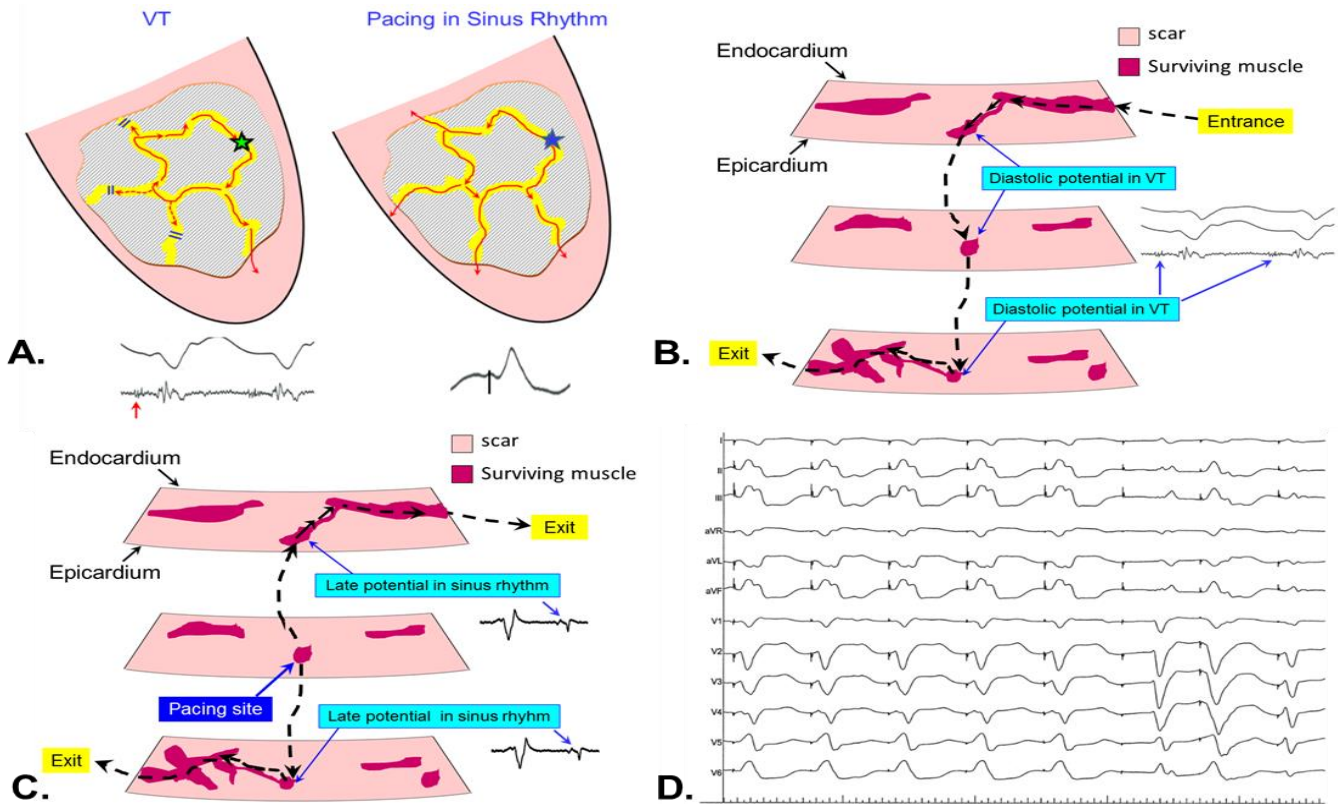 VT
Pacing in Sinus Rhythm
A.
Endocardium
scar
Surviving muscle
Entrance
Epicardium
Diastolic potential in VT
Diastolic potential in VT
Exit
B.
Endocardium
scar
Surviving muscle
Exit
Epicardium
Late potential in sinus rhythm
Pacing site
Late potential in sinus rhyhm
Exit
C.
I
II
III
aVR
aVL
aVF
V1
V2
V3
V4
V5
V6
D.